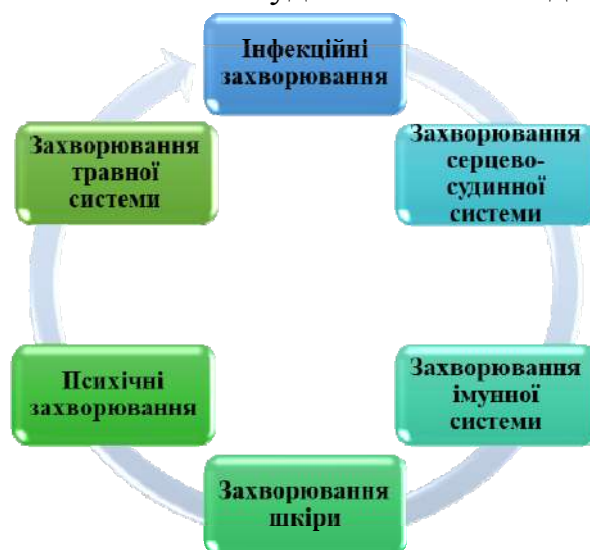 Інфекційні
захворювання
Захворювання
серцево-
судинної
системи
Захворювання
імунної
системи
Захворювання
шкіри
Психічні
захворювання
Захворювання
травної
системи